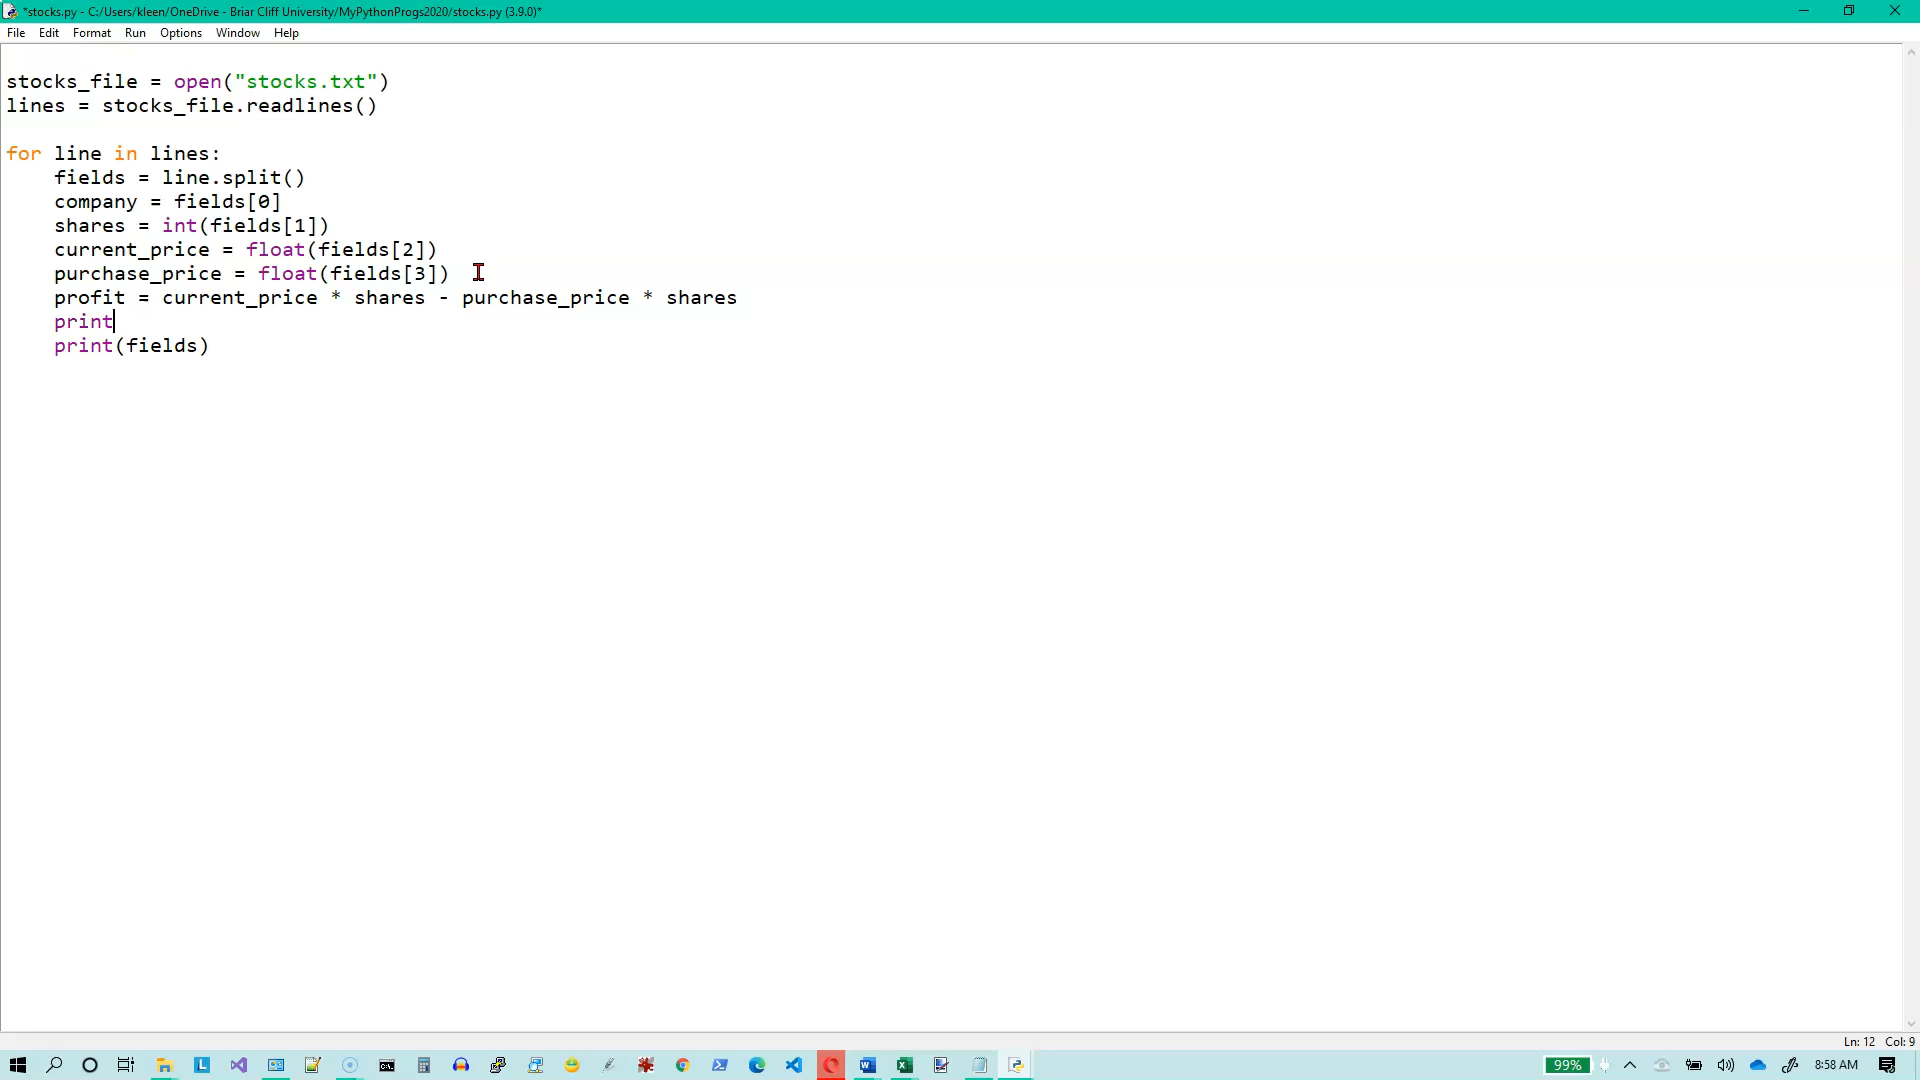 *stocks.py - C:/Users/kleen/OneDrive - Briar Cliff University/MyPythonProgs2020/stocks.py (3.9.0)*
File Edit Format Run Options Window Help
stocks_file = open("stocks.txt")
lines = stocks_file.readlines()
for line in lines:
    fields = line.split()
    company = fields[0]
    shares = int(fields[1])
    current_price = float(fields[2])
    purchase_price = float(fields[3])
    profit = current_price * shares - purchase_price * shares
    print
    print(fields)
Ln: 12 Col: 9
99% 8:58 AM